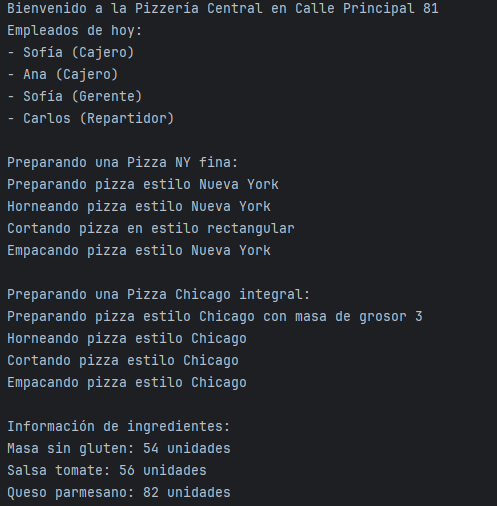 Bienvenido a la Pizzería Central en Calle Principal 81
Empleados de hoy:
- Sofía (Cajero)
- Ana (Cajero)
- Sofía (Gerente)
- Carlos (Repartidor)

Preparando una Pizza NY fina:
Preparando pizza estilo Nueva York
Horneando pizza estilo Nueva York
Cortando pizza en estilo rectangular
Empacando pizza estilo Nueva York

Preparando una Pizza Chicago integral:
Preparando pizza estilo Chicago con masa de grosor 3
Horneando pizza estilo Chicago
Cortando pizza estilo Chicago
Empacando pizza estilo Chicago

Información de ingredientes:
Masa sin gluten: 54 unidades
Salsa tomate: 56 unidades
Queso parmesano: 82 unidades